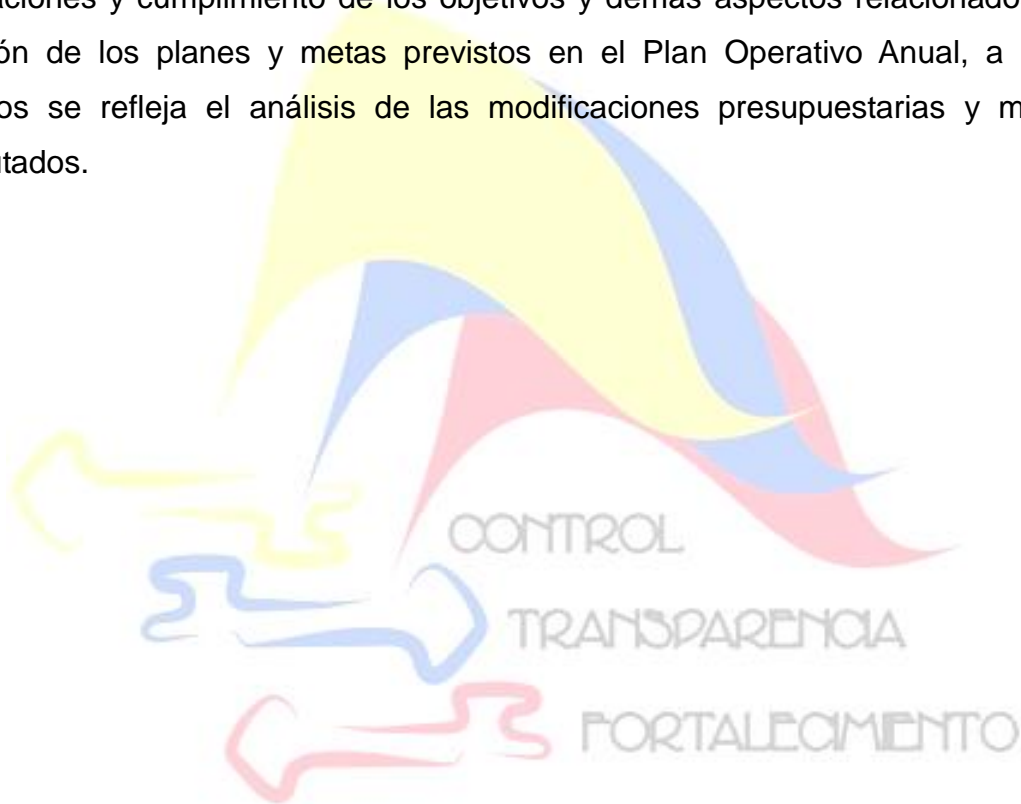 aciones y cumplimiento de los objetivos y demás aspectos relacionado
ón de los planes y metas previstos en el Plan Operativo Anual, a
os se refleja el análisis de las modificaciones presupuestarias y m
utados.
CONTROL
TRANSPARENCIA
FORTALECIMIENTO